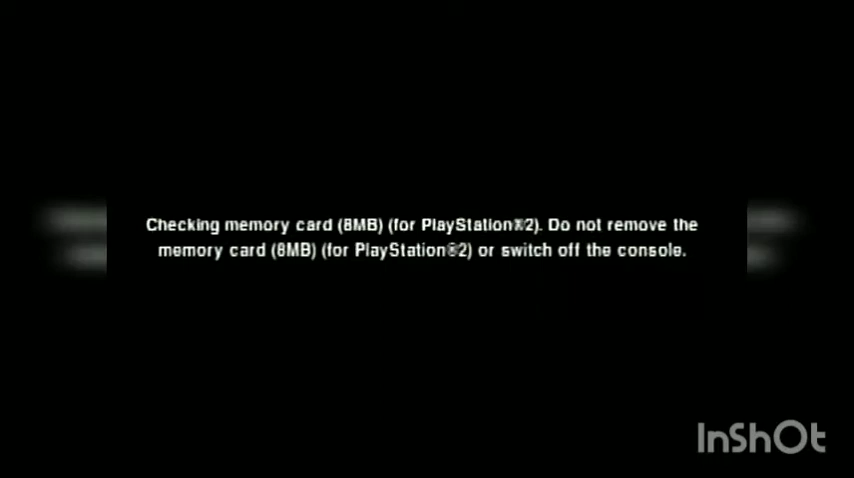 Checking memory card (8MB) (for PlayStation®2). Do not remove the
memory card (8MB) (for PlayStation®2) or switch off the console.
InShOt